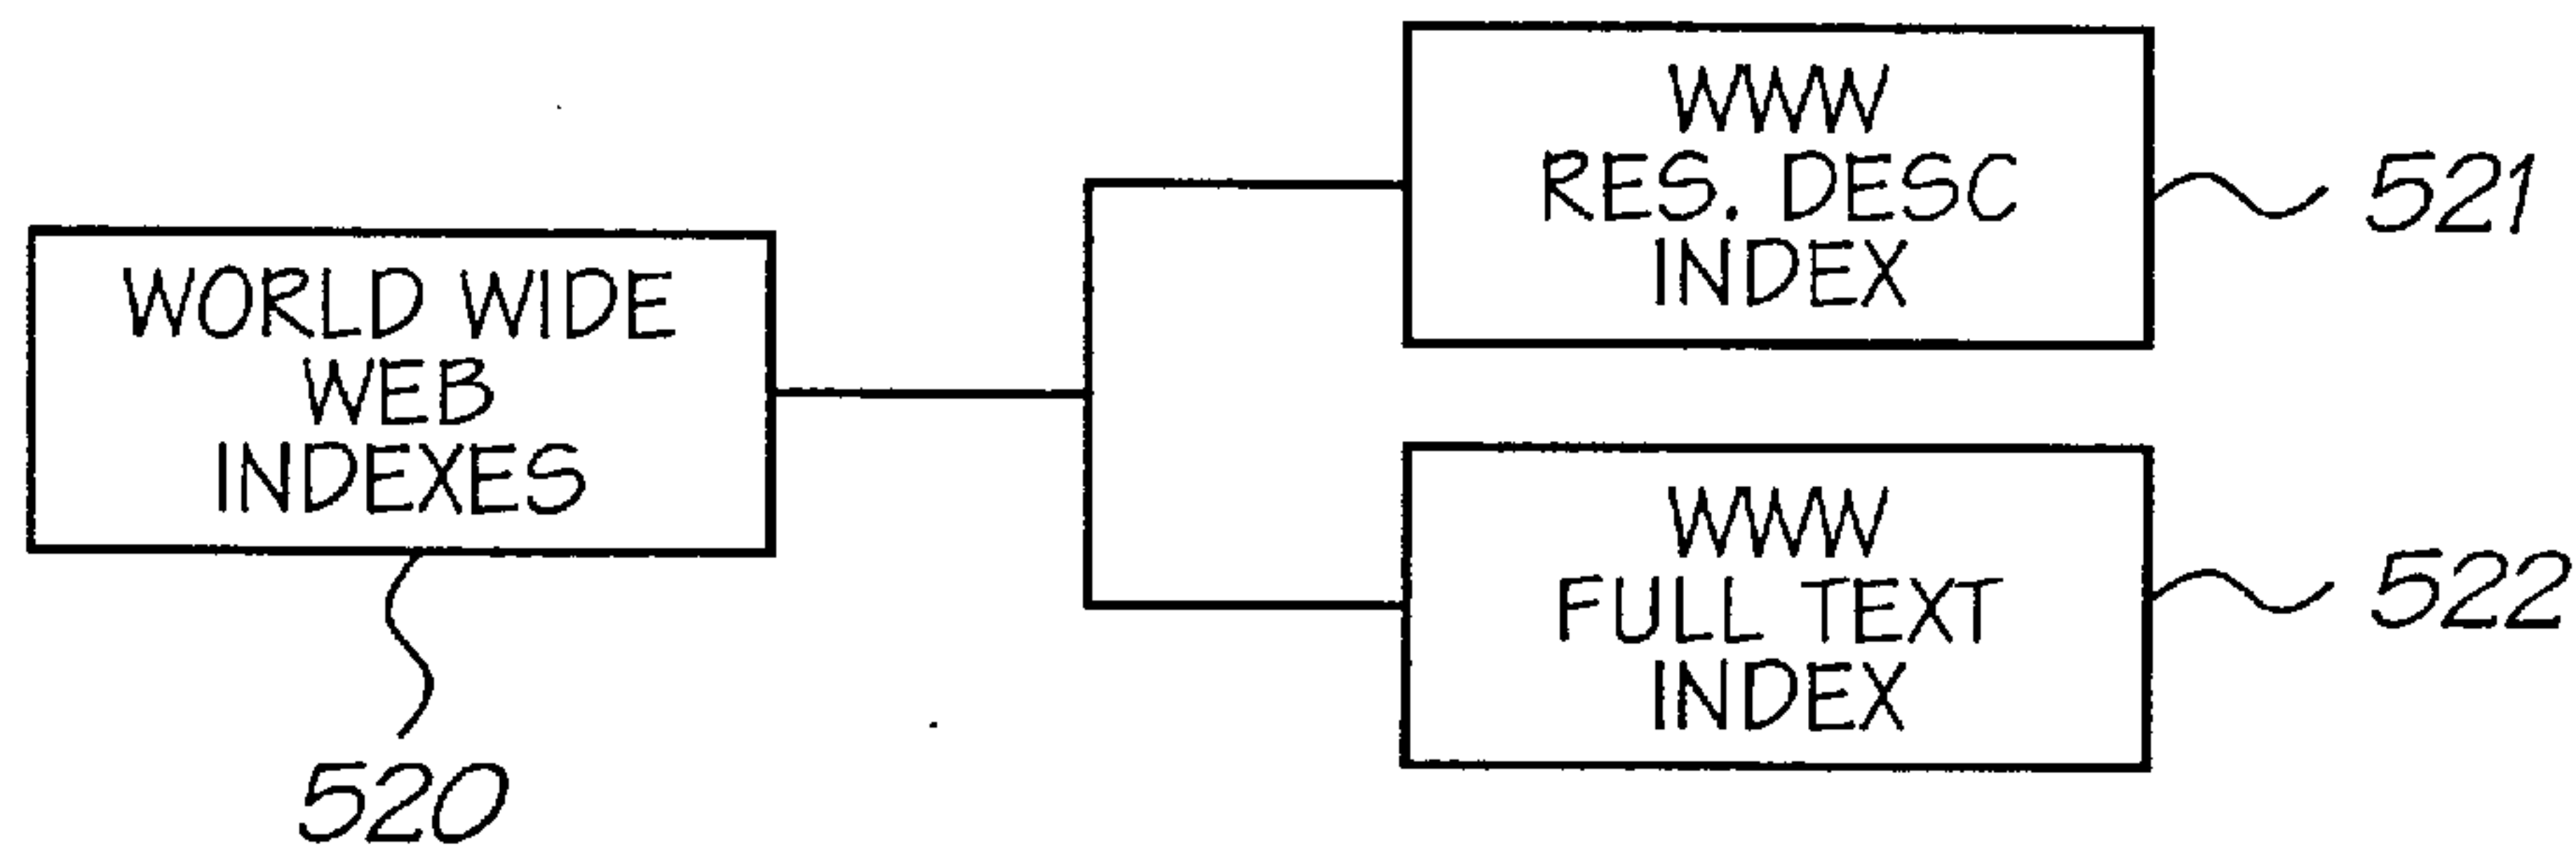 WORLD WIDE
WEB
INDEXES
520
WWW
RES. DESC
INDEX
521
WWW
FULL TEXT
INDEX
522